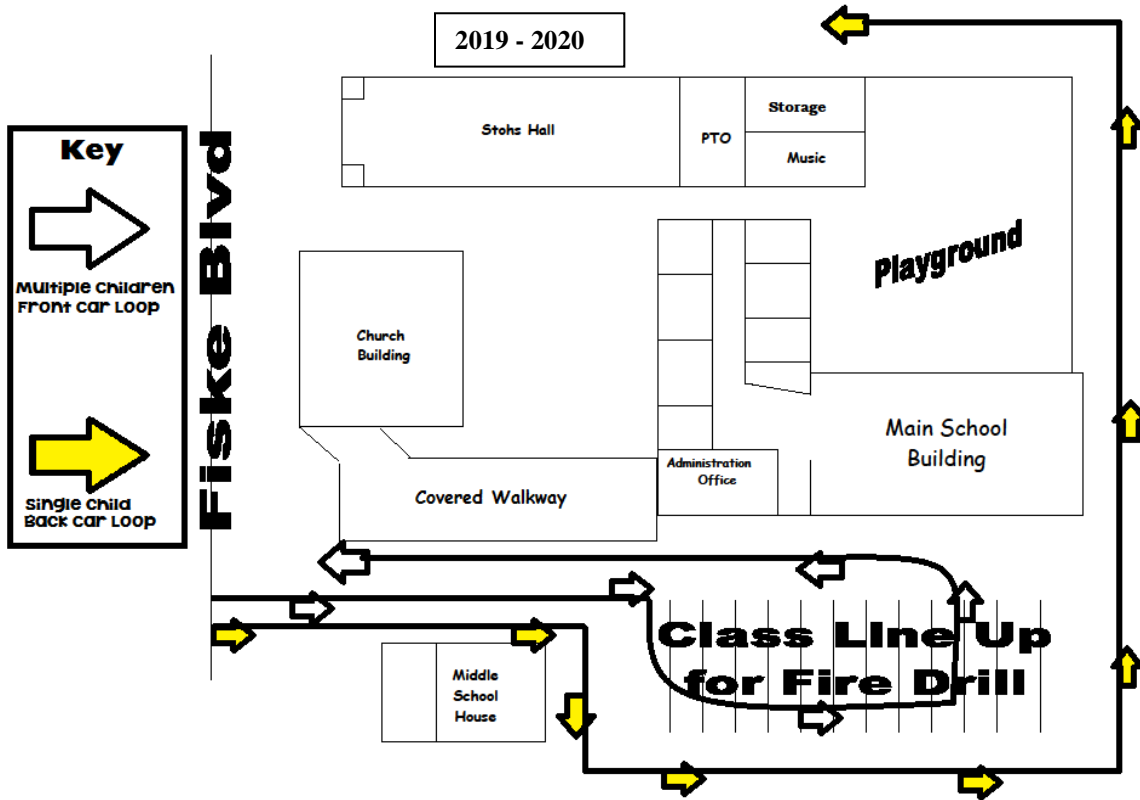 2019 - 2020
Key
Multiple Children
Front Car Loop
Single Child
Back Car Loop
Fiske Blvd
Stohs Hall
PTO
Storage
Music
Playground
Church
Building
Covered Walkway
Administration
Office
Main School
Building
Class LIne Up
for Fire Drill
Middle
School
House